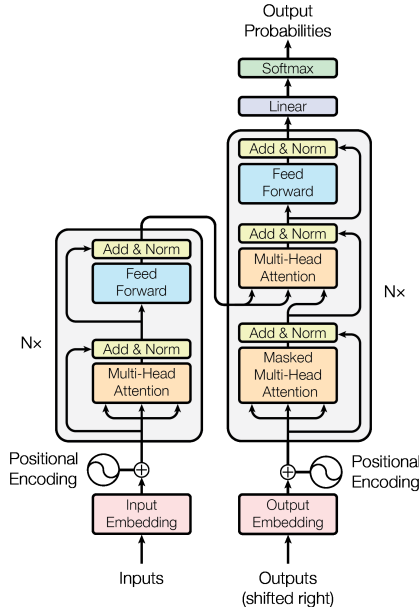 Output
Probabilities
Softmax
Linear
Add & Norm
Feed
Forward
Add & Norm
Multi-Head
Attention
Add & Norm
Masked
Multi-Head
Attention
N×
Add & Norm
Feed
Forward
Add & Norm
Multi-Head
Attention
N×
Positional
Encoding
Positional
Encoding
Input
Embedding
Output
Embedding
Inputs
Outputs
(shifted right)